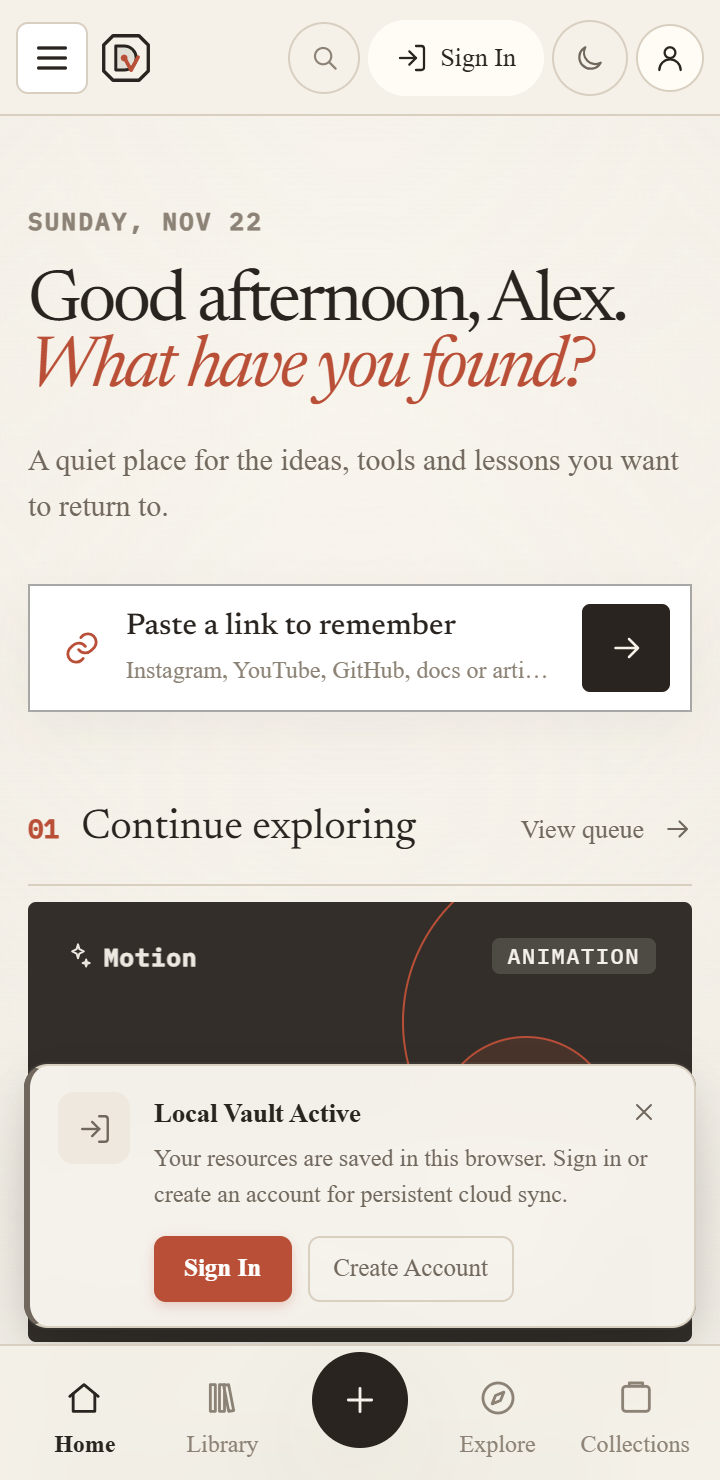 Sign In
SUNDAY, NOV 22
Good afternoon, Alex.
What have you found?
A quiet place for the ideas, tools and lessons you want
to return to.
Paste a link to remember
Instagram, YouTube, GitHub, docs or arti…
01 Continue exploring
View queue
Motion
ANIMATION
Local Vault Active
Your resources are saved in this browser. Sign in or
create an account for persistent cloud sync.
Sign In
Create Account
Home
Library
Explore
Collections